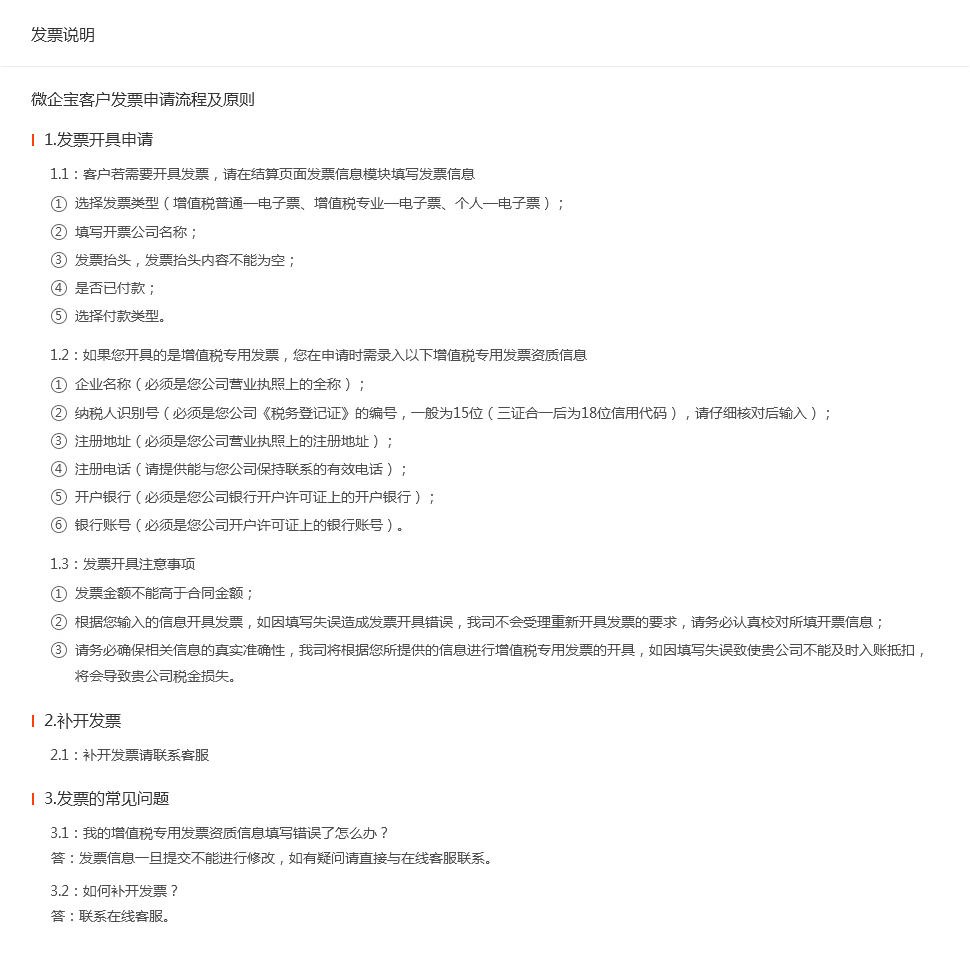 发票说明
微企宝客户发票申请流程及原则
1.发票开具申请
1.1：客户若需要开具发票，请在结算页面发票信息模块填写发票信息
① 选择发票类型（增值税普通—电子票、增值税专业—电子票、个人—电子票）；
② 填写开票公司名称；
③ 发票抬头，发票抬头内容不能为空；
④ 是否已付款；
⑤ 选择付款类型。
1.2：如果您开具的是增值税专用发票，您在申请时需录入以下增值税专用发票资质信息
① 企业名称（必须是您公司营业执照上的全称）；
② 纳税人识别号（必须是您公司《税务登记证》的编号，一般为15位（三证合一后为18位信用代码），请仔细核对后输入）；
③ 注册地址（必须是您公司营业执照上的注册地址）；
④ 注册电话（请提供能与您公司保持联系的有效电话）；
⑤ 开户银行（必须是您公司银行开户许可证上的开户银行）；
⑥ 银行账号（必须是您公司开户许可证上的银行账号）。
1.3：发票开具注意事项
① 发票金额不能高于合同金额；
② 根据您输入的信息开具发票，如因填写失误造成发票开具错误，我司不会受理重新开具发票的要求，请务必认真校对所填开票信息；
③ 请务必确保相关信息的真实准确性，我司将根据您所提供的信息进行增值税专用发票的开具，如因填写失误致使贵公司不能及时入账抵扣，
将会导致贵公司税金损失。
2.补开发票
2.1：补开发票请联系客服
3.发票的常见问题
3.1：我的增值税专用发票资质信息填写错误了怎么办？
答：发票信息一旦提交不能进行修改，如有疑问请直接与在线客服联系。
3.2：如何补开发票？
答：联系在线客服。